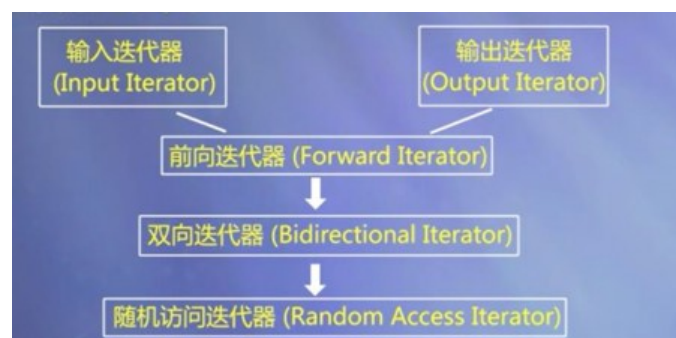 输入迭代器
(Input Iterator)
输出迭代器
(Output Iterator)
前向迭代器 (Forward Iterator)
双向迭代器 (Bidirectional Iterator)
随机访问迭代器 (Random Access Iterator)